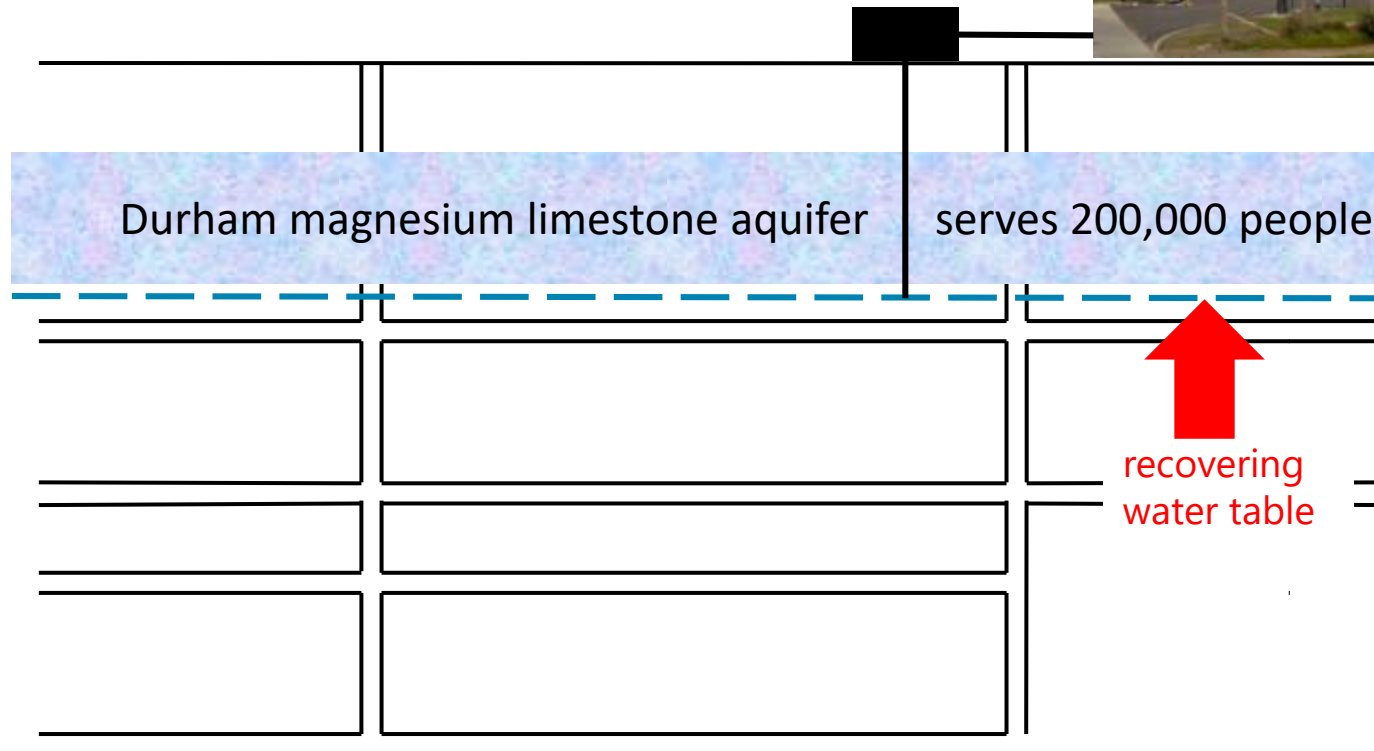 Durham magnesium limestone aquifer serves 200,000 people
recovering
water table